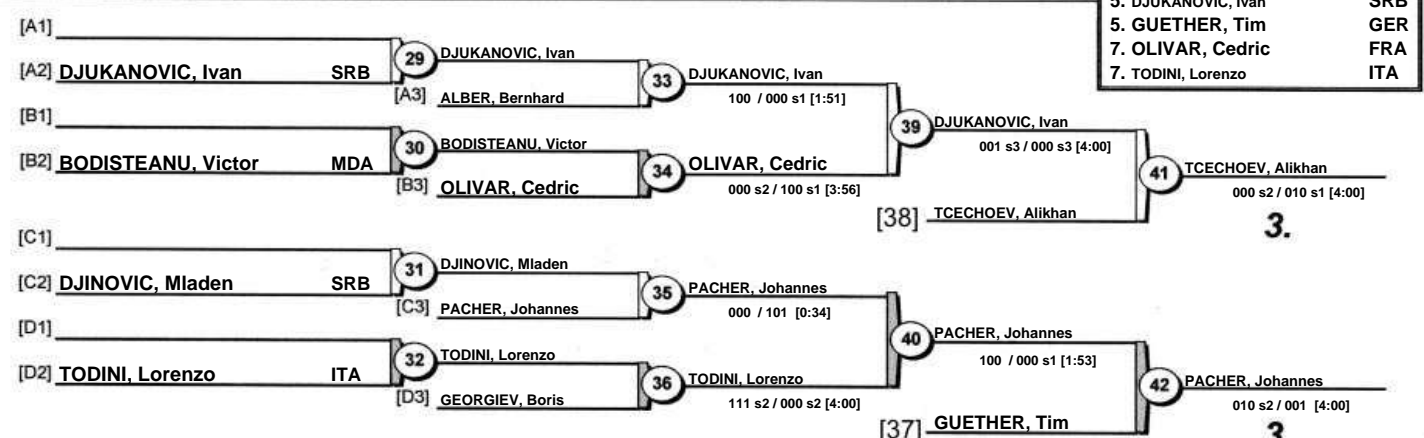 5. DJUKANOVIC, Ivan SRB
5. GUETHER, Tim GER
7. OLIVAR, Cedric FRA
7. TODINI, Lorenzo ITA
[A1]
[A2] DJUKANOVIC, Ivan SRB
29
DJUKANOVIC, Ivan
[A3] ALBER, Bernhard
33
DJUKANOVIC, Ivan
100 / 000 s1 [1:51]
[B1]
[B2] BODISTEANU, Victor MDA
30
BODISTEANU, Victor
[B3] OLIVAR, Cedric
34
OLIVAR, Cedric
000 s2 / 100 s1 [3:56]
39
DJUKANOVIC, Ivan
001 s3 / 000 s3 [4:00]
[38] TCECHOEV, Alikhan
41
TCECHOEV, Alikhan
000 s2 / 010 s1 [4:00]
3.
[C1]
[C2] DJINOVIC, Mladen SRB
31
DJINOVIC, Mladen
[C3] PACHER, Johannes
35
PACHER, Johannes
000 / 101 [0:34]
[D1]
[D2] TODINI, Lorenzo ITA
32
TODINI, Lorenzo
[D3] GEORGIEV, Boris
36
TODINI, Lorenzo
111 s2 / 000 s2 [4:00]
40
PACHER, Johannes
100 / 000 s1 [1:53]
[37] GUETHER, Tim
42
PACHER, Johannes
010 s2 / 001 [4:00]
3.